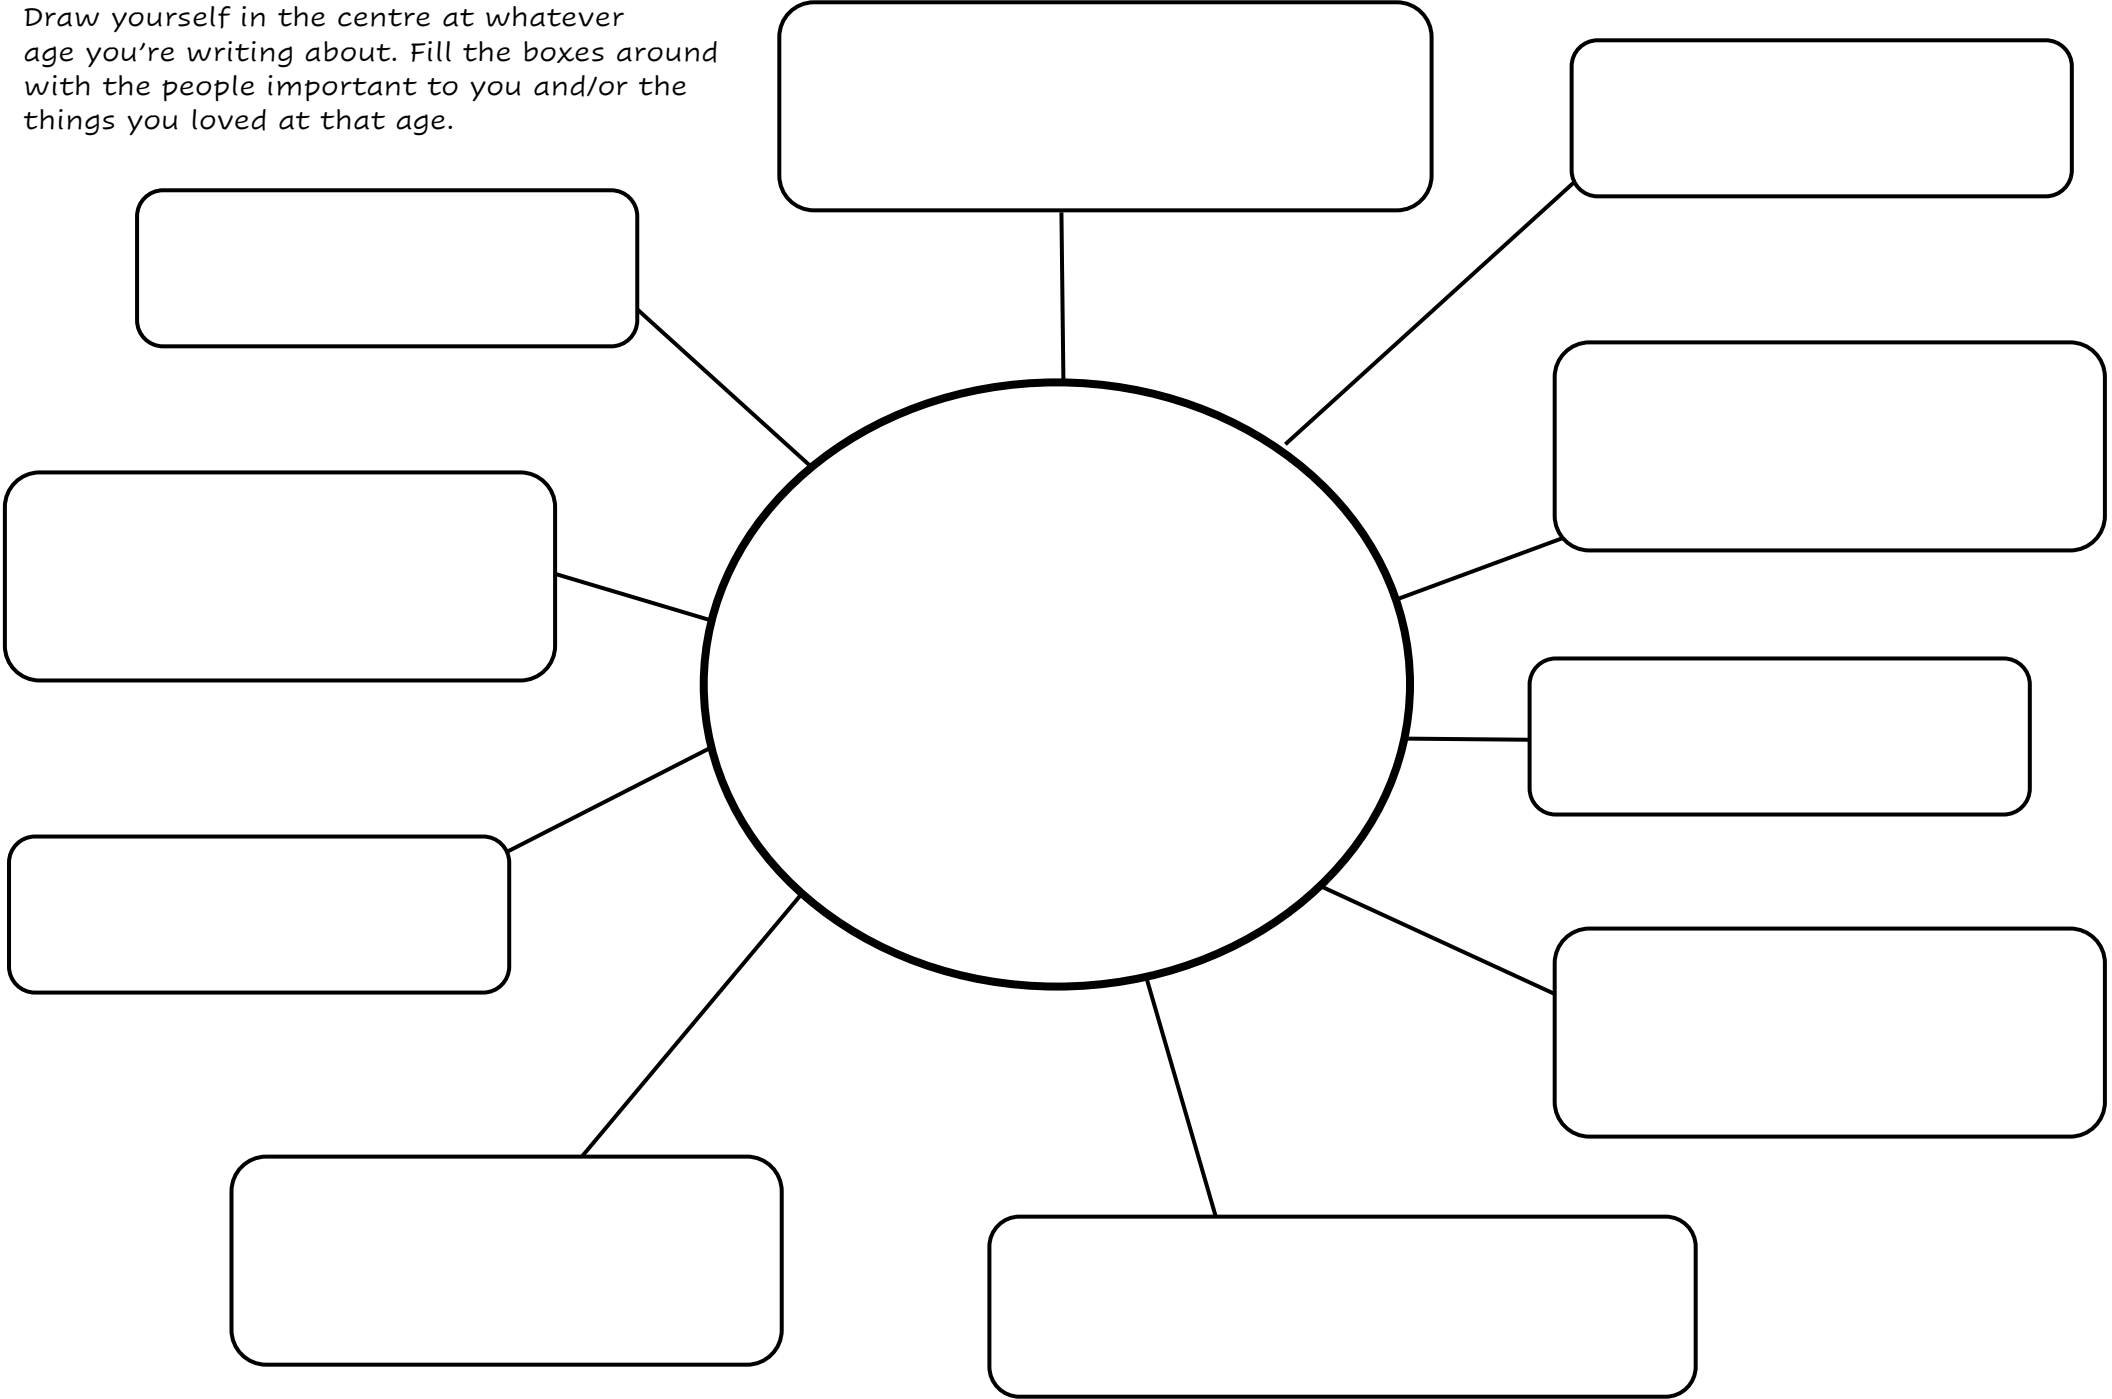 Draw yourself in the centre at whatever
age you're writing about. Fill the boxes around
with the people important to you and/or the
things you loved at that age.